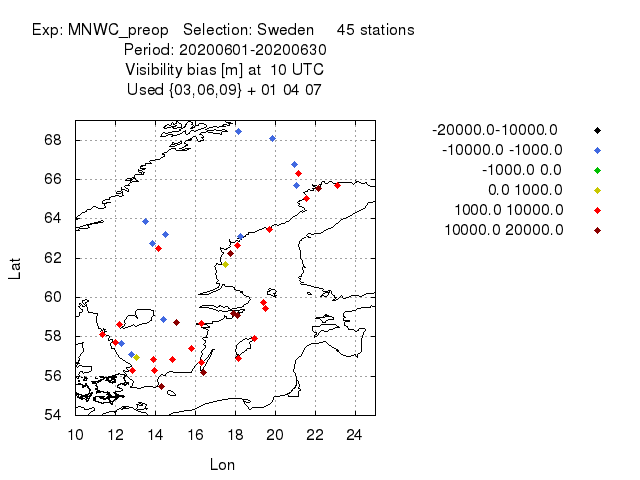 Exp: MNWC_preop Selection: Sweden 45 stations
Period: 20200601-20200630
Visibility bias [m] at 10 UTC
Used {03,06,09} + 01 04 07
-20000.0-10000.0
-10000.0 -1000.0
-1000.0 0.0
0.0 1000.0
1000.0 10000.0
10000.0 20000.0
68
66
64
62
60
58
56
54
Lat
10 12 14 16 18 20 22 24
Lon